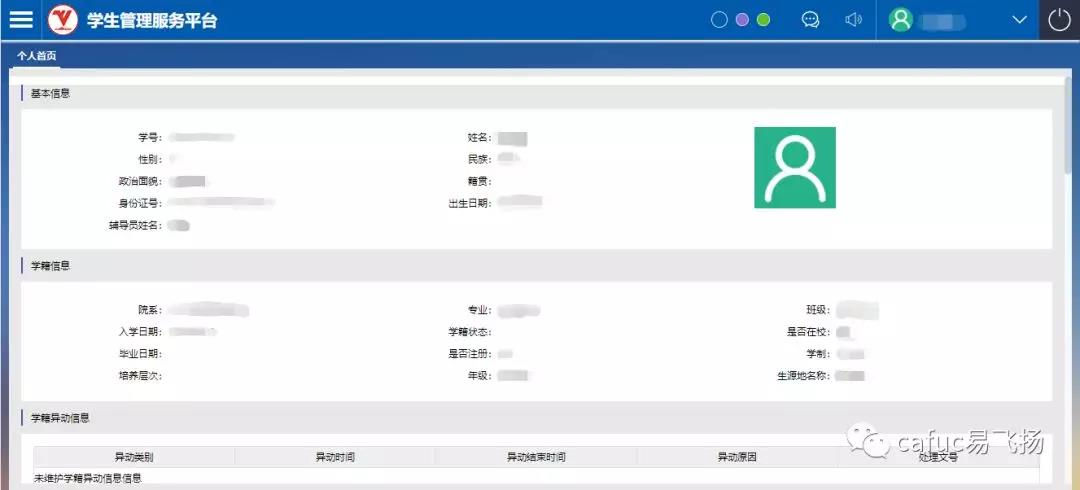 学生管理服务平台
个人首页
基本信息
学号： 姓名：
性别： 民族：
政治面貌： 籍贯：
身份证号： 出生日期：
辅导员姓名：
学籍信息
院系： 专业： 班级：
入学日期： 学籍状态： 是否在校：
毕业日期： 是否注册： 学制：
培养层次： 年级： 生源地名称：
学籍异动信息
异动类别 异动时间 异动结束时间 异动原因 处理文号
未维护学籍异动信息信息
cafuc易飞扬